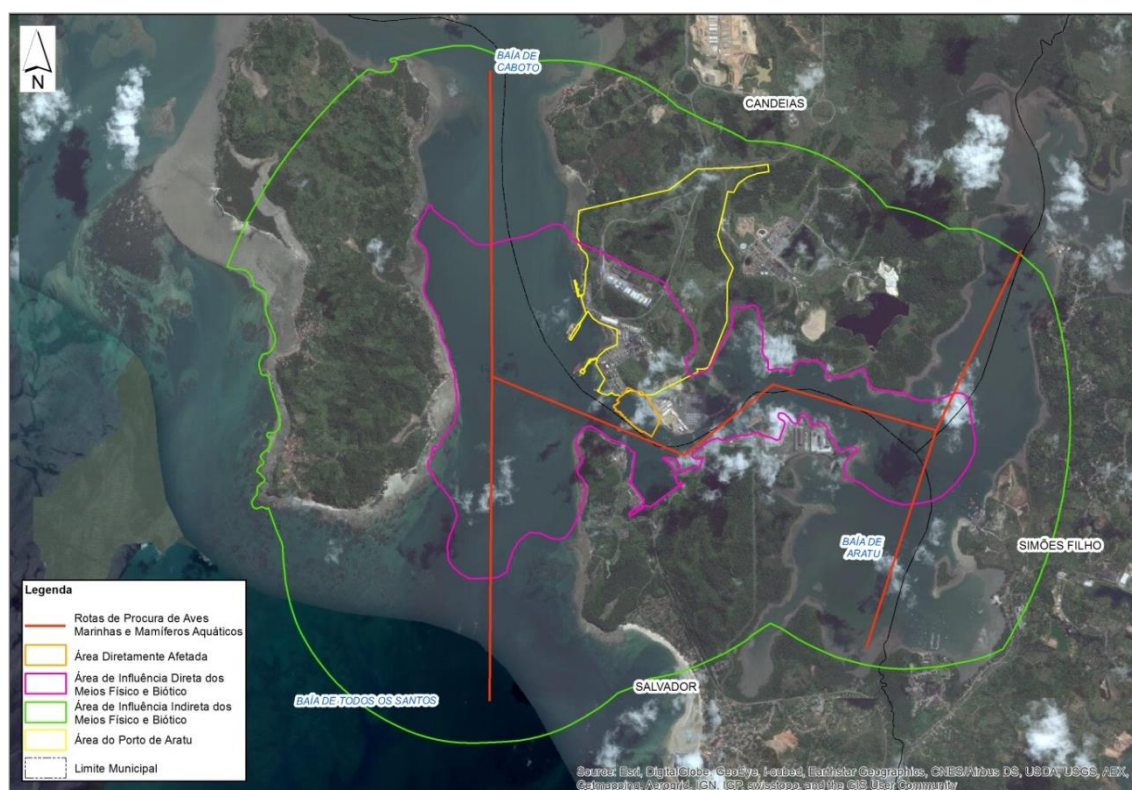 N
BAÍA DE
CABOTO
CANDEIAS
BAÍA DE
ARATU
SIMÕES FILHO
SALVADOR
BAÍA DE TODOS OS SANTOS
Legenda
Rotas de Procura de Aves
Marinhas e Mamíferos Aquáticos
Área Diretamente Afetada
Área de Influência Direta dos
Meios Físico e Biótico
Área de Influência Indireta dos
Meios Físico e Biótico
Área do Porto de Aratu
Limite Municipal
Source: Esri, DigitalGlobe, GeoEye, i-cubed, Earthstar Geographics, CNES/Airbus DS, USDA, USGS, AEX,
Getmapping, Aerogrid, IGN, IGP, swisstopo, and the GIS User Community